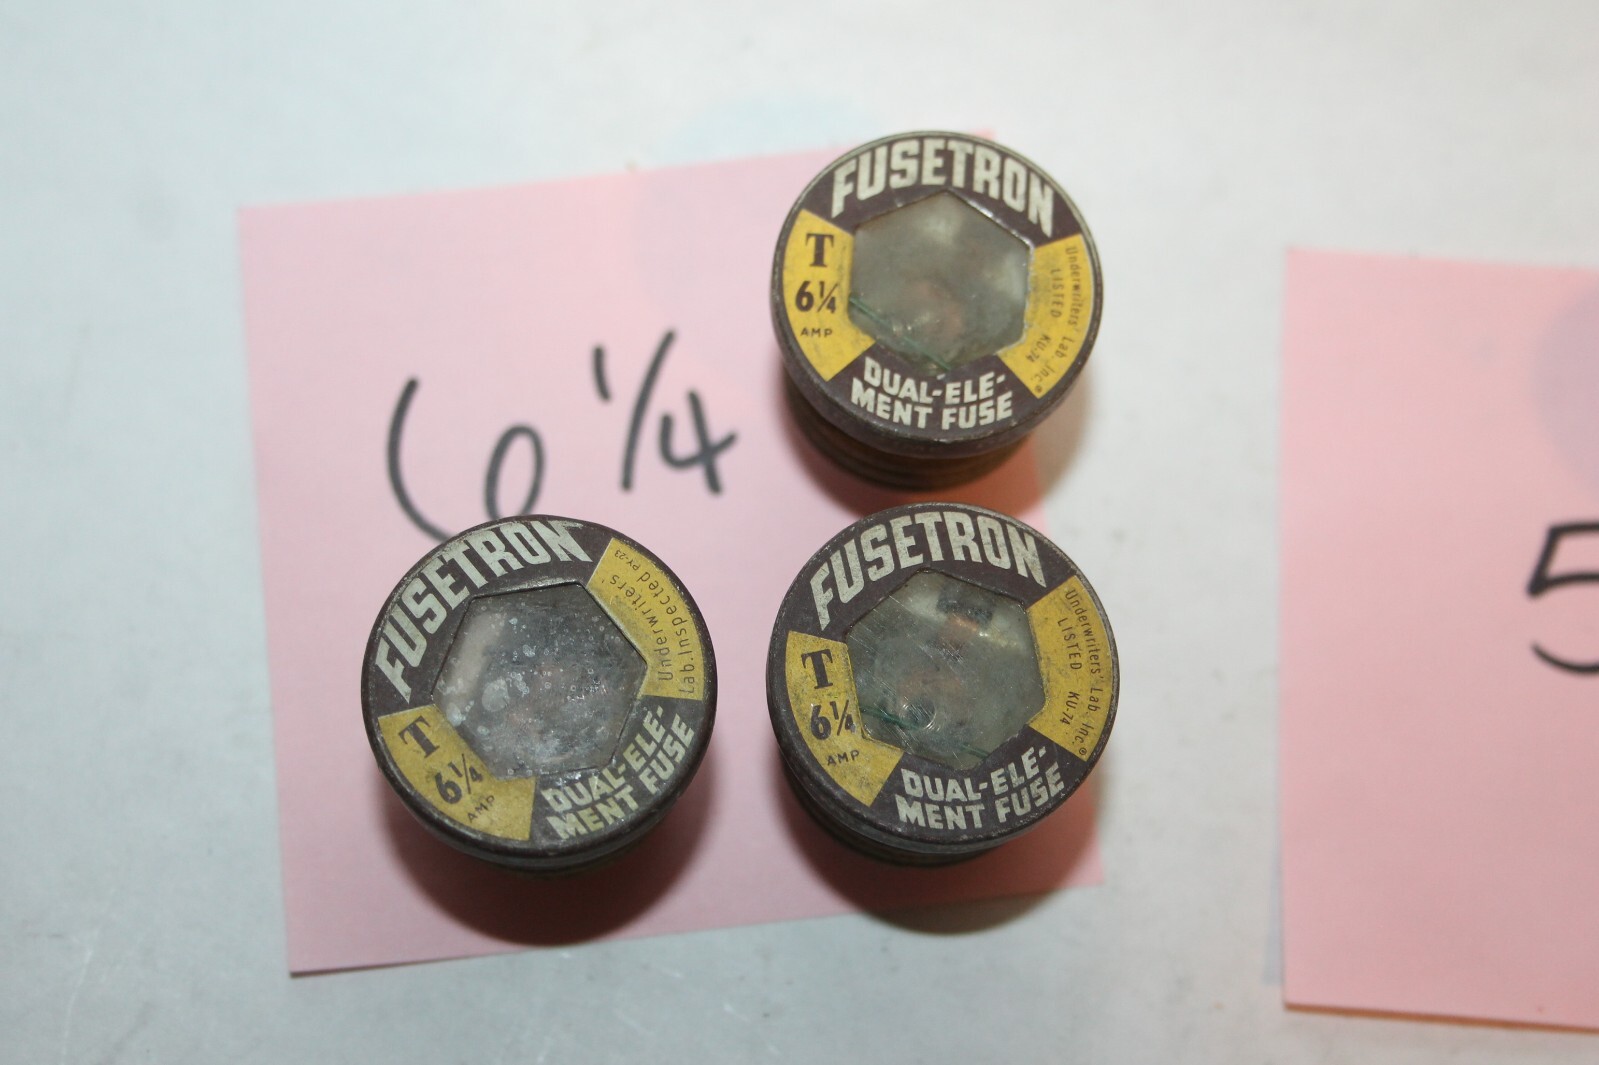 6 1/4
FUSETRON
T
6¼
AMP
Underwriters' Lab. Inc.®
LISTED KU-74
DUAL-ELE-
MENT FUSE
FUSETRON
T
6¼
AMP
Underwriters'
Lab. Inspected PY-23
DUAL-ELE-
MENT FUSE
FUSETRON
T
6¼
AMP
Underwriters' Lab. Inc.®
LISTED KU-74
DUAL-ELE-
MENT FUSE
5